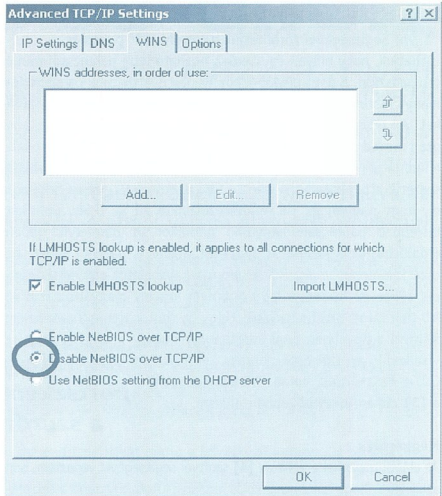 Advanced TCP/IP Settings
IP Settings
DNS
WINS
Options
WINS addresses, in order of use:
Add...
Edit...
Remove
If LMHOSTS lookup is enabled, it applies to all connections for which
TCP/IP is enabled.
Enable LMHOSTS lookup
Import LMHOSTS...
Enable NetBIOS over TCP/IP
Disable NetBIOS over TCP/IP
Use NetBIOS setting from the DHCP server
OK
Cancel